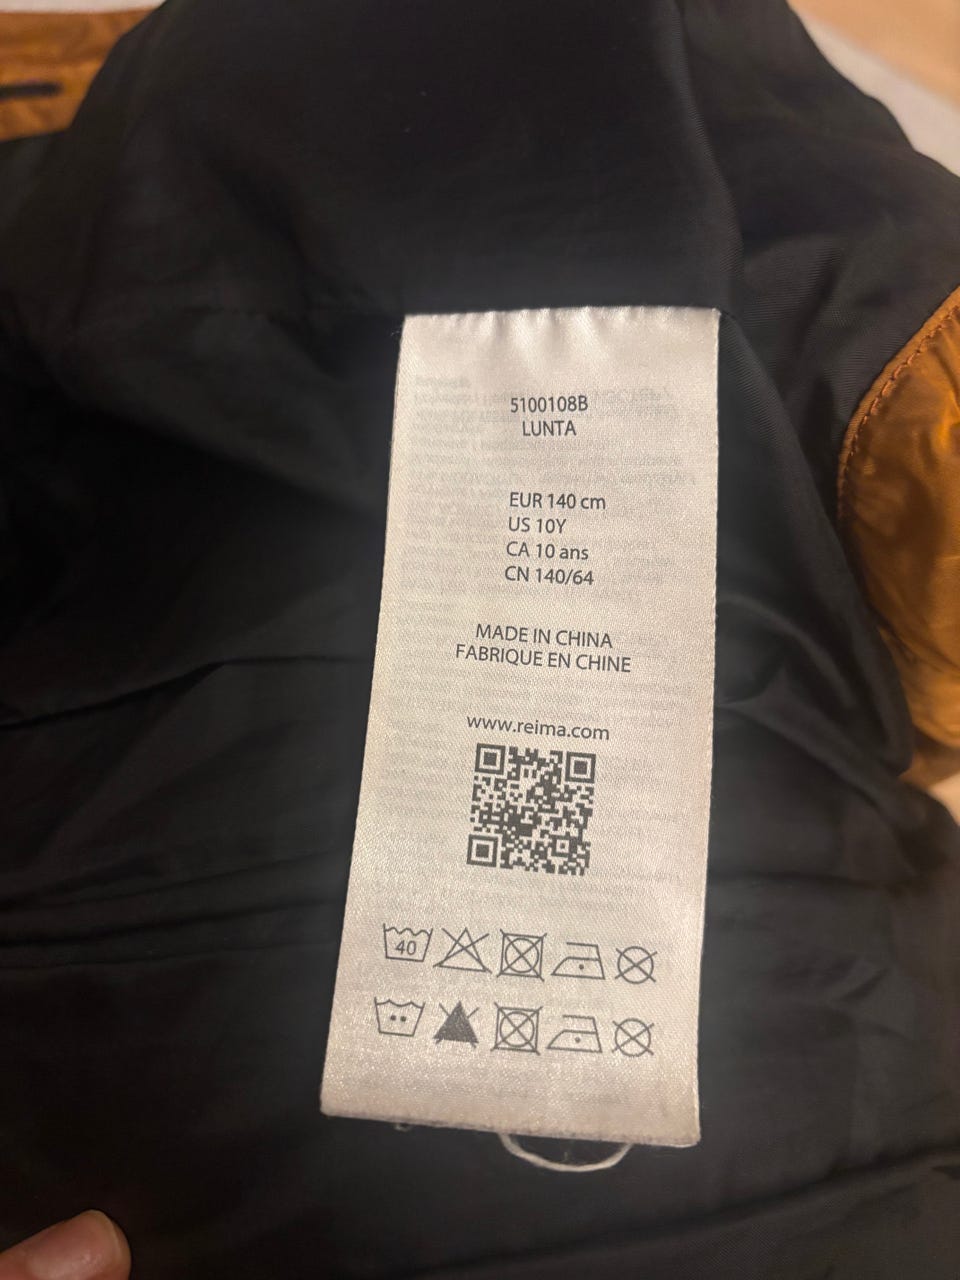 5100108B
LUNTA
EUR 140 cm
US 10Y
CA 10 ans
CN 140/64
MADE IN CHINA
FABRIQUE EN CHINE
www.reima.com
40